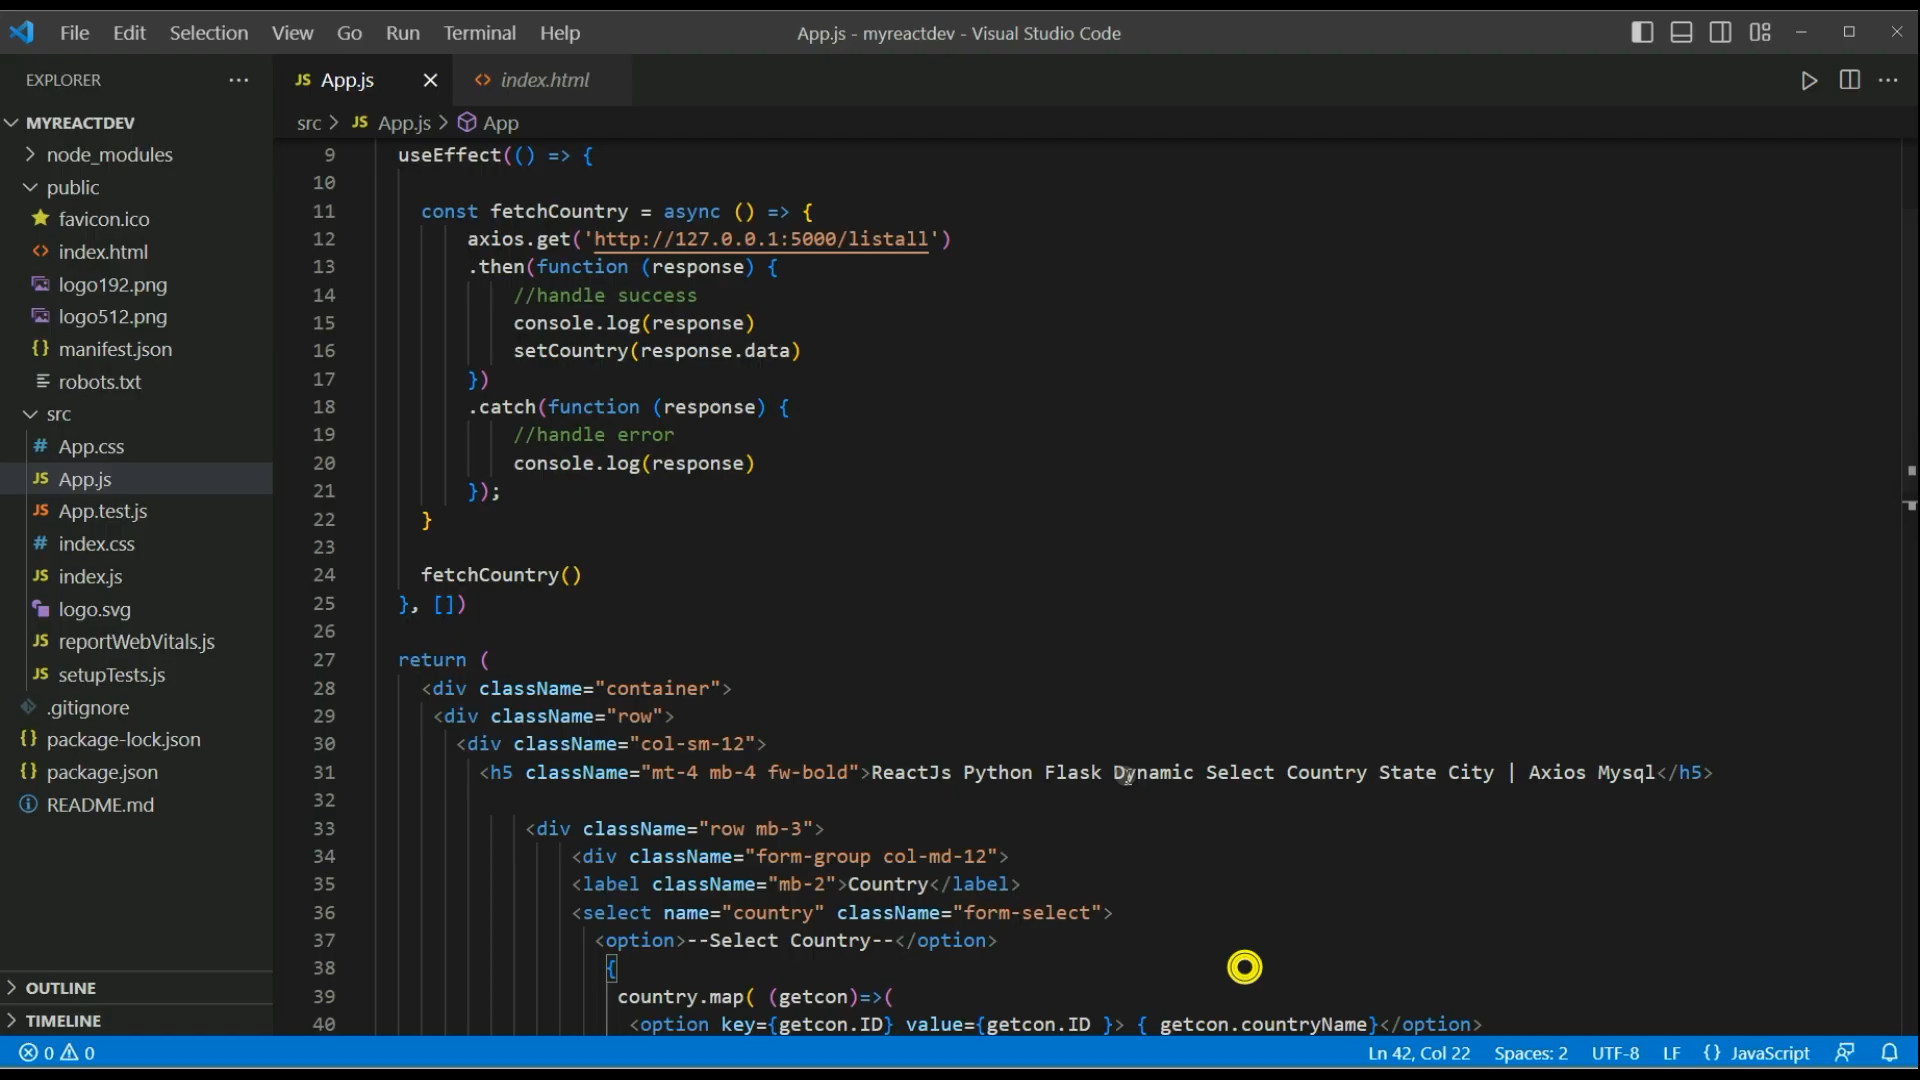 File Edit Selection View Go Run Terminal Help
App.js - myreactdev - Visual Studio Code
EXPLORER
MYREACTDEV
node_modules
public
favicon.ico
index.html
logo192.png
logo512.png
manifest.json
robots.txt
src
App.css
App.js
App.test.js
index.css
index.js
logo.svg
reportWebVitals.js
setupTests.js
.gitignore
package-lock.json
package.json
README.md
OUTLINE
TIMELINE
JS App.js <> index.html
src > JS App.js > App
9 useEffect(() => {
10
11 const fetchCountry = async () => {
12 axios.get('http://127.0.0.1:5000/listall')
13 .then(function (response) {
14 //handle success
15 console.log(response)
16 setCountry(response.data)
17 })
18 .catch(function (response) {
19 //handle error
20 console.log(response)
21 });
22 }
23
24 fetchCountry()
25 }, [])
26
27 return (
28 <div className="container">
29 <div className="row">
30 <div className="col-sm-12">
31 <h5 className="mt-4 mb-4 fw-bold">ReactJs Python Flask Dynamic Select Country State City | Axios Mysql</h5>
32
33 <div className="row mb-3">
34 <div className="form-group col-md-12">
35 <label className="mb-2">Country</label>
36 <select name="country" className="form-select">
37 <option>--Select Country--</option>
38 {
39 country.map( (getcon)=>(
40 <option key={getcon.ID} value={getcon.ID }> { getcon.countryName}</option>
0 0
Ln 42, Col 22 Spaces: 2 UTF-8 LF {} JavaScript